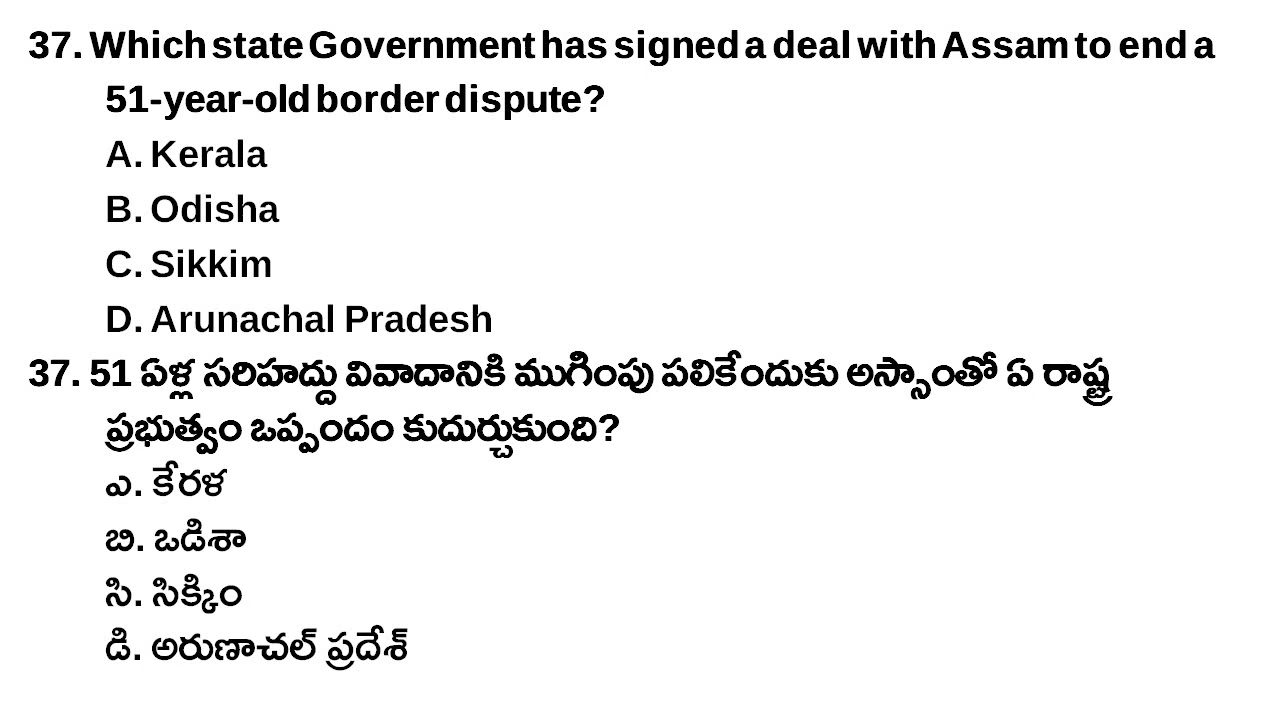 37. Which state Government has signed a deal with Assam to end a
51-year-old border dispute?
A. Kerala
B. Odisha
C. Sikkim
D. Arunachal Pradesh
37. 51 ఏళ్ల సరిహద్దు వివాదానికి ముగింపు పలికేందుకు అస్సాంతో ఏ రాష్ట్ర
ప్రభుత్వం ఒప్పందం కుదుర్చుకుంది?
ఎ. కేరళ
బి. ఒడిశా
సి. సిక్కిం
డి. అరుణాచల్ ప్రదేశ్